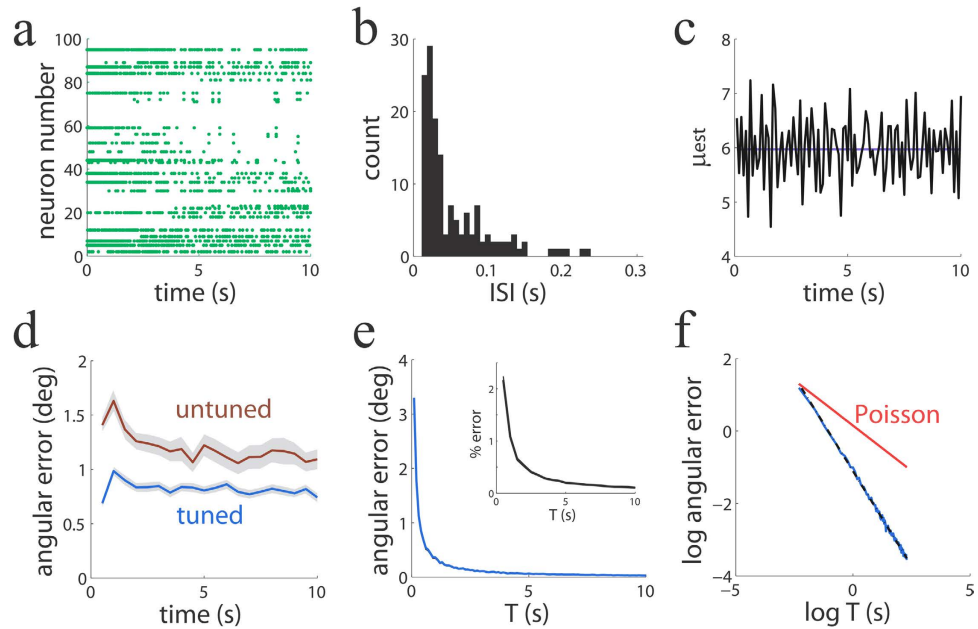 a
100
80
60
40
20
0
neuron number
0
5
10
time (s)
b
30
20
10
0
count
0
0.1
0.2
0.3
ISI (s)
c
8
7
6
5
4
μest
0
5
10
time (s)
d
2
1.5
1
0.5
0
angular error (deg)
untuned
tuned
0
5
10
time (s)
e
4
3
2
1
0
angular error (deg)
2
1
0
% error
0
5
10
T (s)
0
5
10
T (s)
f
2
0
−2
−4
log angular error
Poisson
−5
0
5
log T (s)